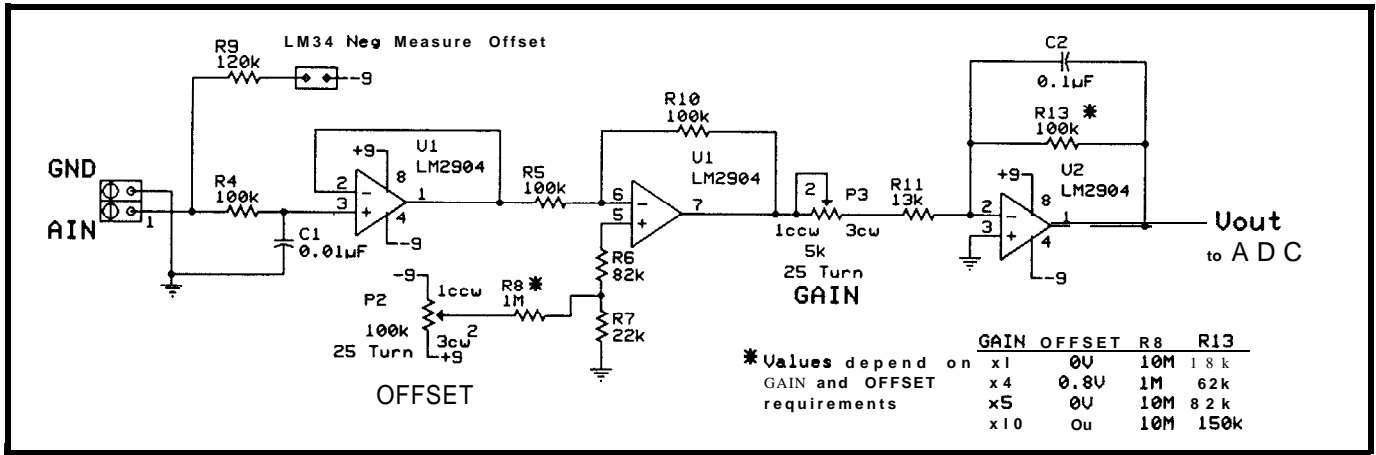 LM34 Neg Measure Offset
R9
120k
-9
C2
0.1µF
R10
100k
R13 *
100k
U1
LM2904
+9
8
2
-
1
3
+
4
-9
GND
AIN
1
R4
100k
C1
0.01µF
R5
100k
U1
LM2904
6
-
5
+
7
2
P3
1ccw
3cw
5k
25 Turn
GAIN
R11
13k
+9
U2
LM2904
8
2
-
1
3
+
4
-9
Vout
to ADC
R6
82k
-9
1ccw
R8 *
1M
P2
100k
2
3cw
25 Turn
+9
R7
22k
OFFSET
* Values depend on
GAIN and OFFSET
requirements
GAIN OFFSET R8 R13
x1 0V 10M 18k
x4 0.8V 1M 62k
x5 0V 10M 82k
x10 0u 10M 150k